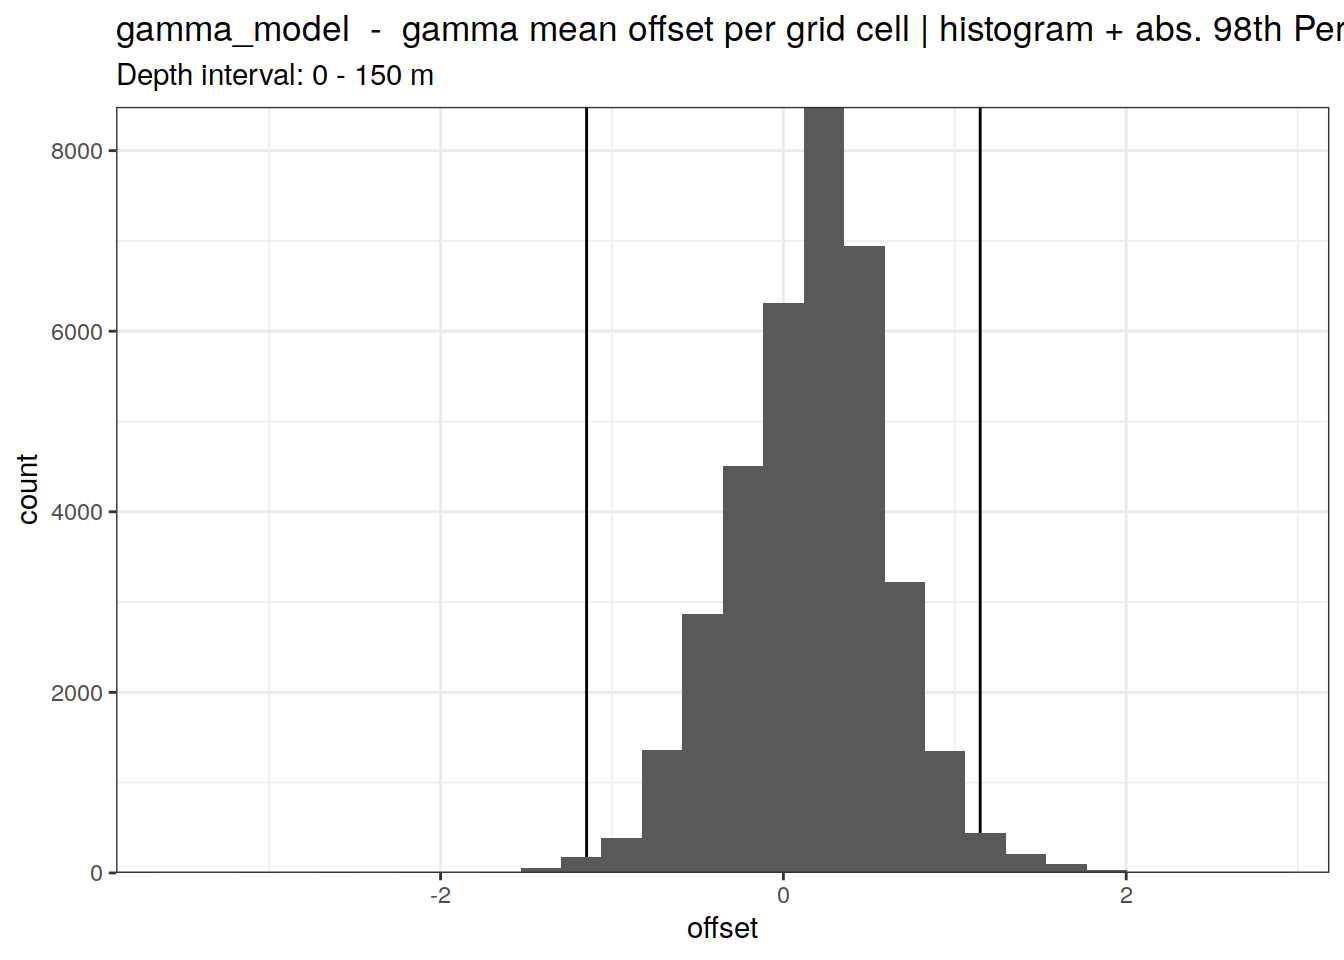 gamma_model - gamma mean offset per grid cell | histogram + abs. 98th Per
Depth interval: 0 - 150 m
8000
6000
4000
2000
0
count
-2 0 2
offset